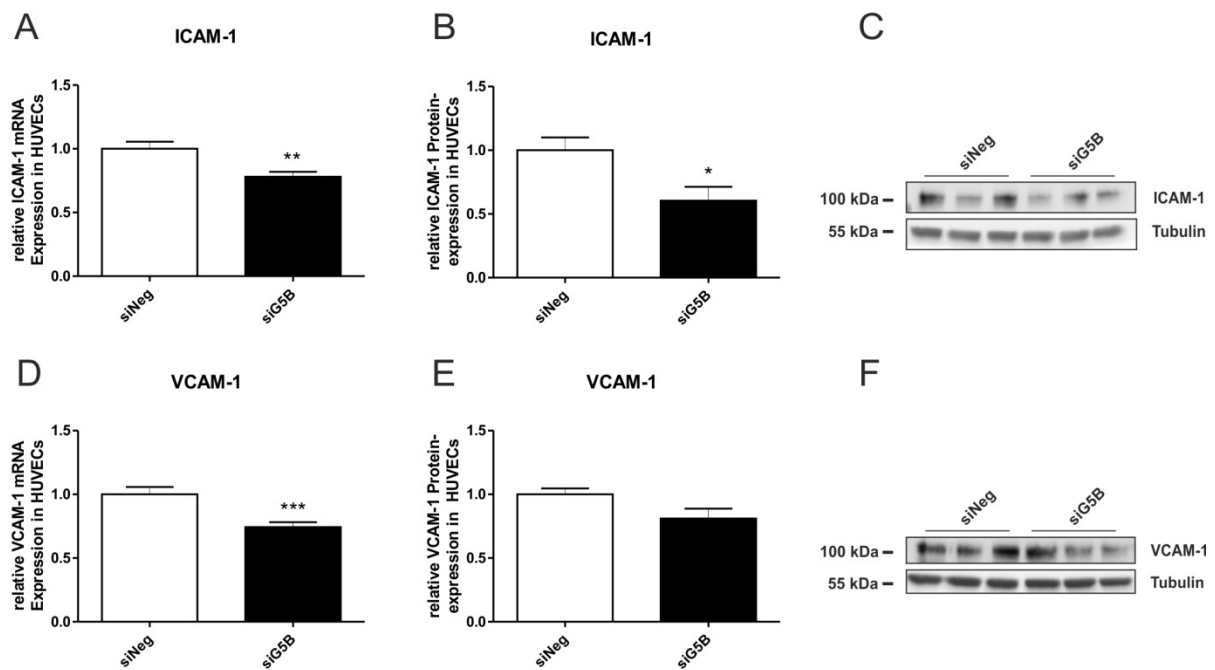 A
ICAM-1
relative ICAM-1 mRNA
Expression in HUVECs
1.5
1.0
0.5
0.0
**
siNeg
siG5B
B
ICAM-1
relative ICAM-1 Protein-
expression in HUVECs
1.5
1.0
0.5
0.0
*
siNeg
siG5B
C
siNeg
siG5B
100 kDa
ICAM-1
55 kDa
Tubulin
D
VCAM-1
relative VCAM-1 mRNA
Expression in HUVECs
1.5
1.0
0.5
0.0
***
siNeg
siG5B
E
VCAM-1
relative VCAM-1 Protein-
expression in HUVECs
1.5
1.0
0.5
0.0
siNeg
siG5B
F
siNeg
siG5B
100 kDa
VCAM-1
55 kDa
Tubulin